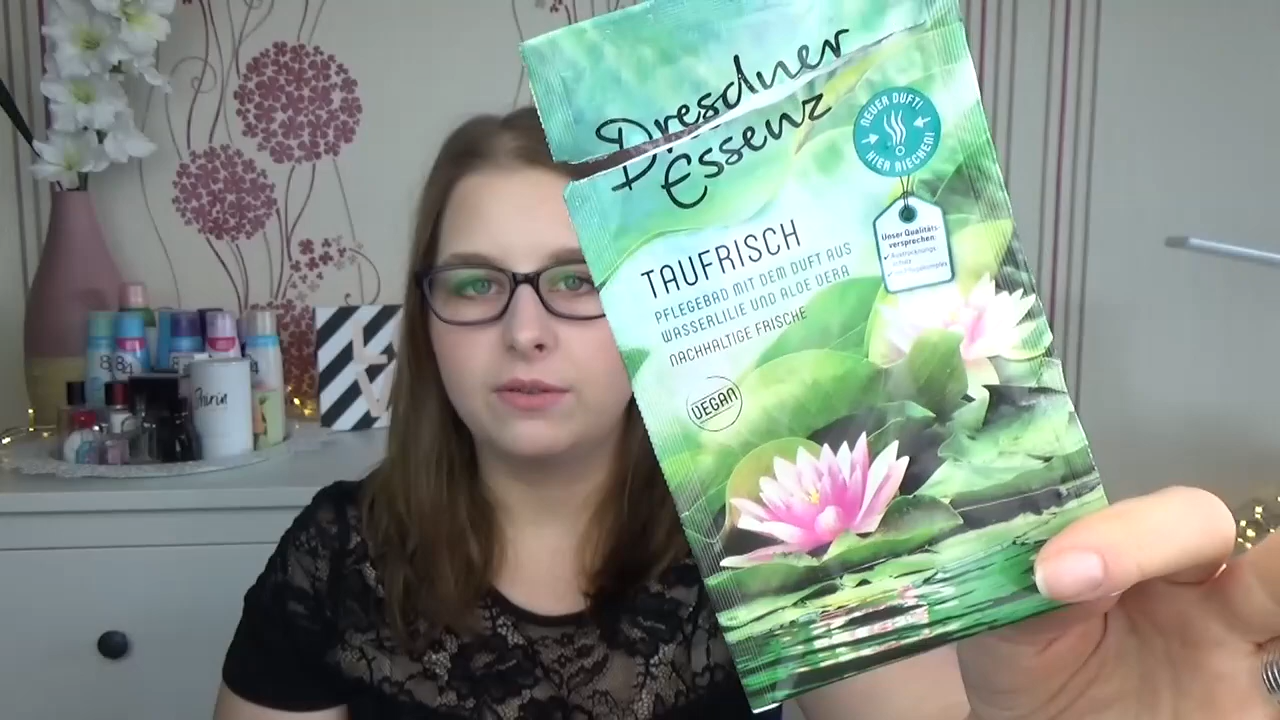 Dresdner
Essenz
NEUER DUFT!
HIER RIECHEN!
Unser Qualitäts-
versprechen:
TAUFRISCH
PFLEGEBAD MIT DEM DUFT AUS
WASSERLILIE UND ALOE VERA
NACHHALTIGE FRISCHE
VEGAN